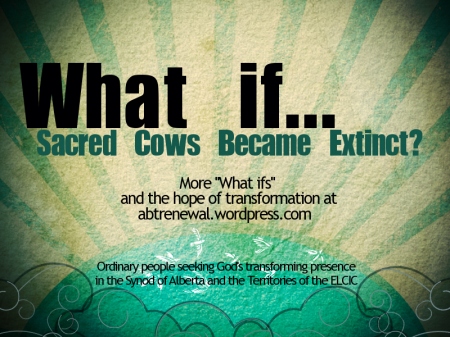 What if...
Sacred Cows Became Extinct?
More "What ifs"
and the hope of transformation at
abtrenewal.wordpress.com
Ordinary people seeking God's transforming presence
in the Synod of Alberta and the Territories of the ELCIC